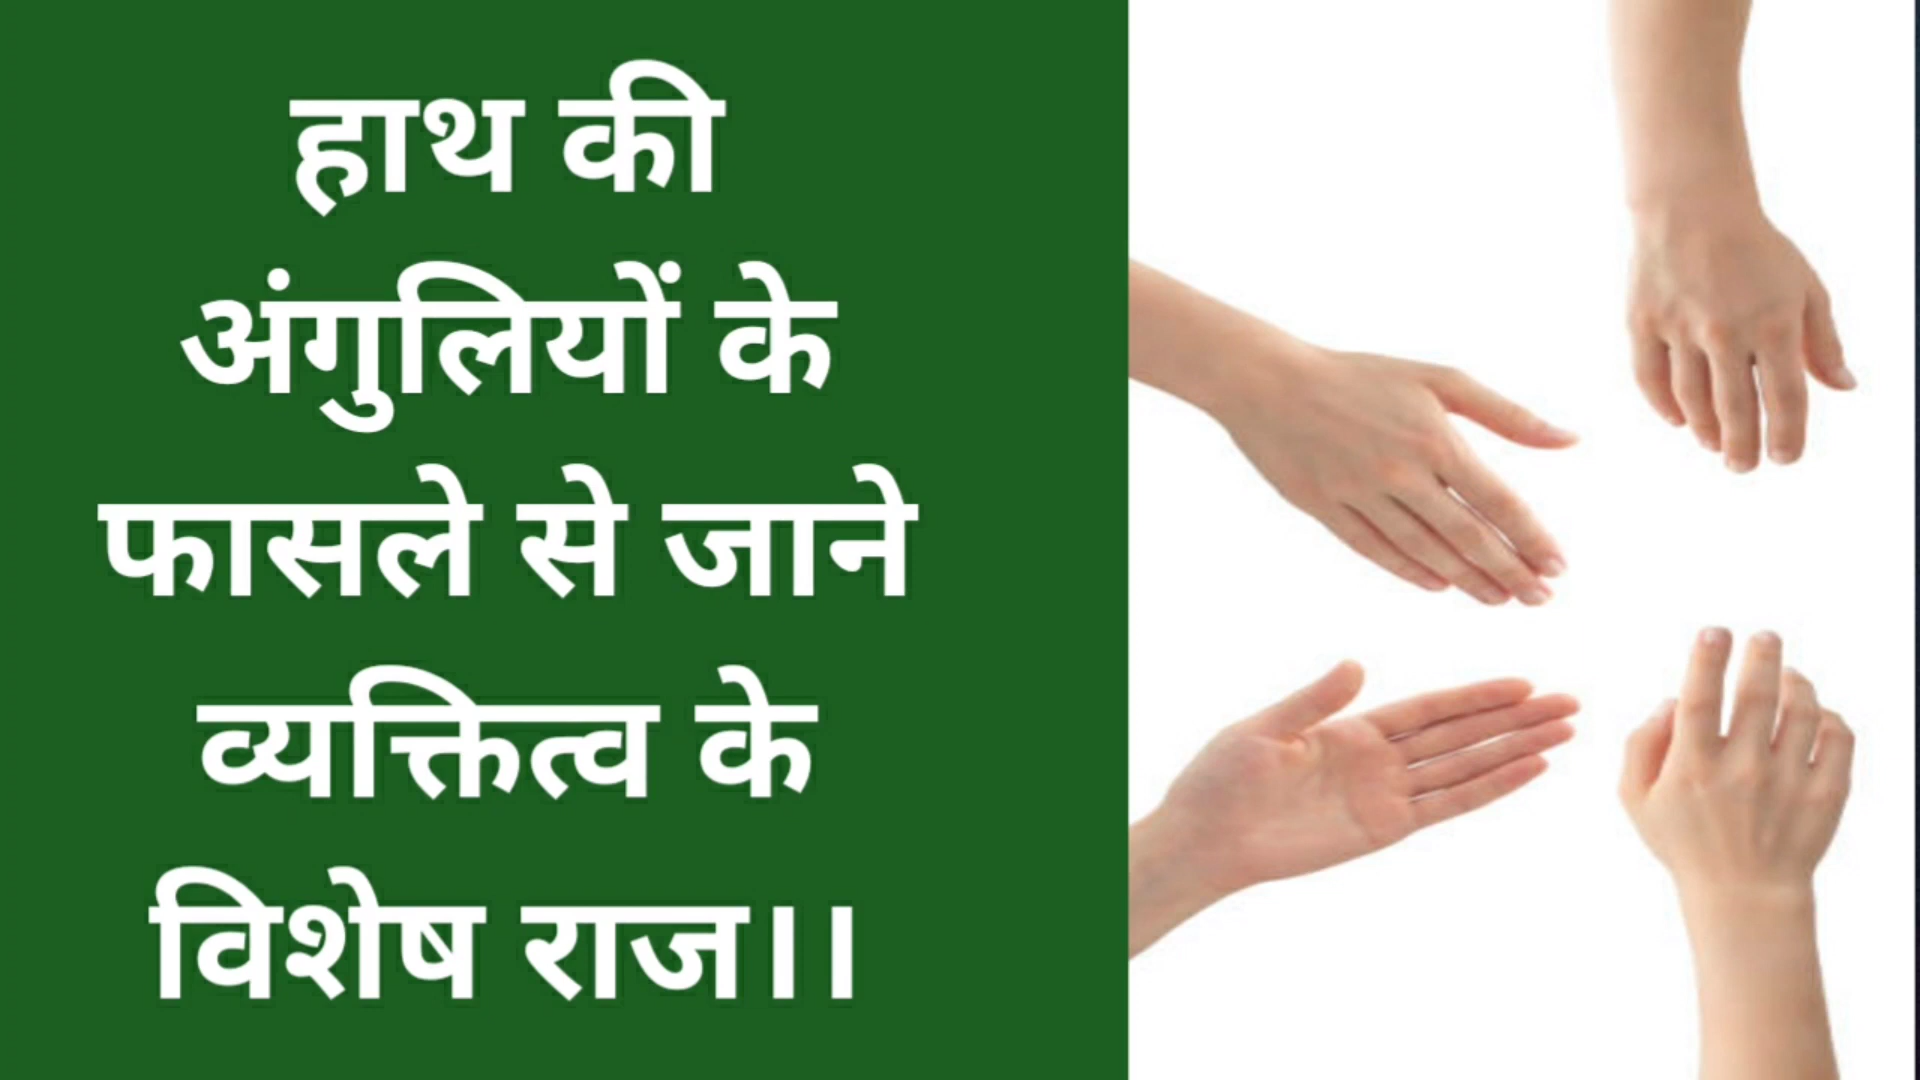 हाथ की
अंगुलियों के
फासले से जाने
व्यक्तित्व के
विशेष राज।।